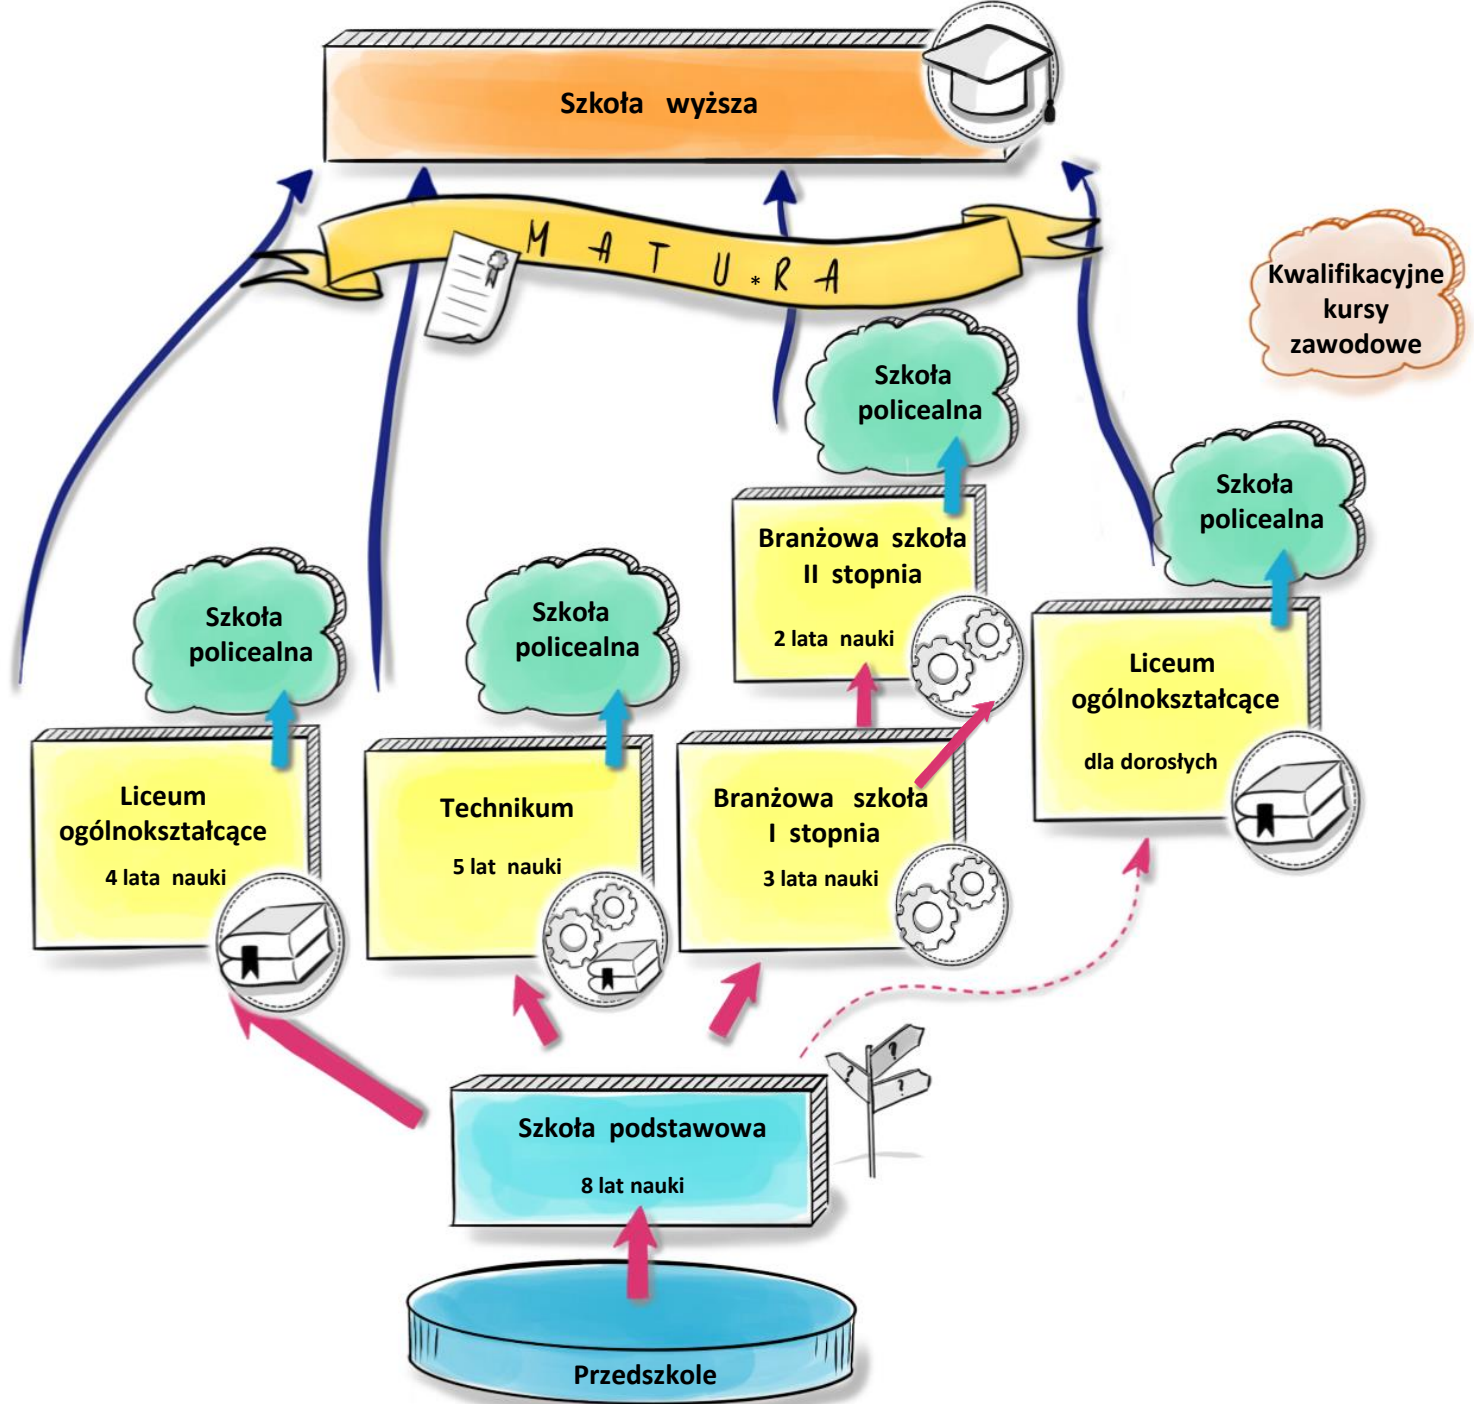 Szkoła wyższa
M A T U * R A
Kwalifikacyjne
kursy
zawodowe
Szkoła
policealna
Szkoła
policealna
Branżowa szkoła
II stopnia
2 lata nauki
Szkoła
policealna
Szkoła
policealna
Liceum
ogólnokształcące
dla dorosłych
Liceum
ogólnokształcące
4 lata nauki
Technikum
5 lat nauki
Branżowa szkoła
I stopnia
3 lata nauki
?
?
?
Szkoła podstawowa
8 lat nauki
Przedszkole